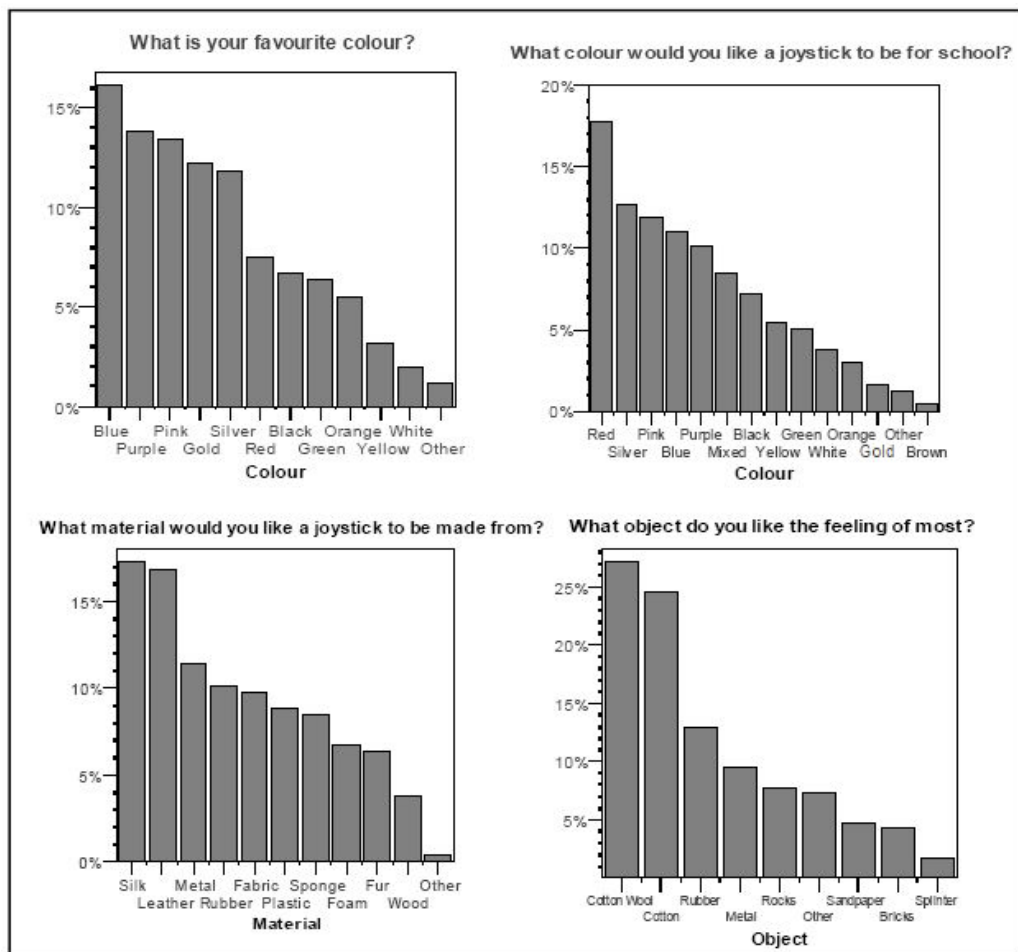 What is your favourite colour?
15%
10%
5%
0%
Blue Pink Silver Black Orange White
Purple Gold Red Green Yellow Other
Colour
What colour would you like a joystick to be for school?
20%
15%
10%
5%
0%
Red Pink Purple Black Green Orange Other
Silver Blue Mixed Yellow White Gold Brown
Colour
What material would you like a joystick to be made from?
15%
10%
5%
0%
Silk Metal Fabric Sponge Fur Other
Leather Rubber Plastic Foam Wood
Material
What object do you like the feeling of most?
25%
20%
15%
10%
5%
Cotton Wool Rubber Rocks Sandpaper Splinter
Cotton Metal Other Bricks
Object